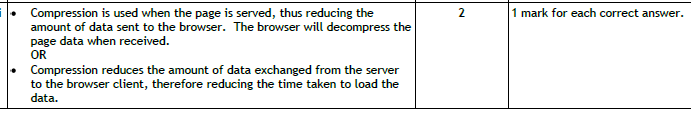 i
• Compression is used when the page is served, thus reducing the
amount of data sent to the browser.  The browser will decompress the
page data when received.
OR
• Compression reduces the amount of data exchanged from the server
to the browser client, therefore reducing the time taken to load the
data.
2
1 mark for each correct answer.